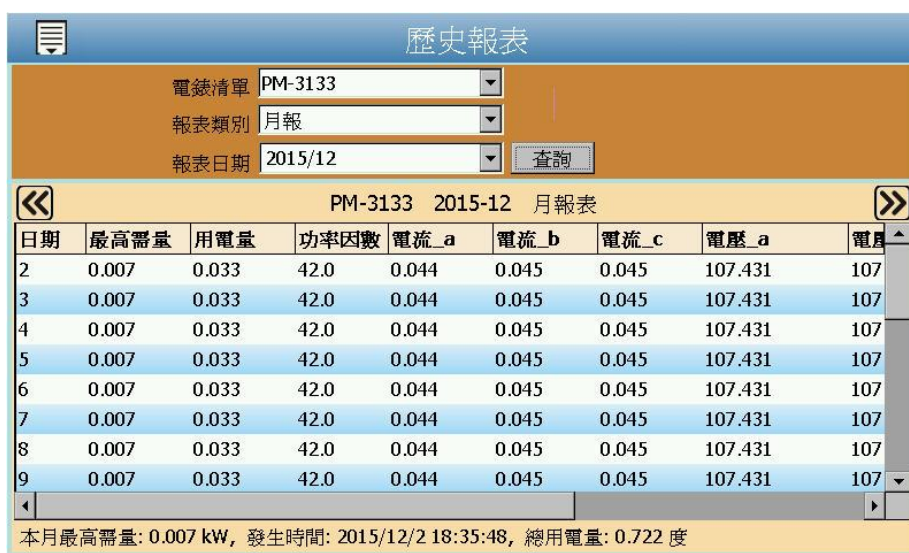 歷史報表
電錶清單 PM-3133
報表類別 月報
報表日期 2015/12 查詢
PM-3133 2015-12 月報表
日期 最高需量 用電量 功率因數 電流_a 電流_b 電流_c 電壓_a 電壓
2 0.007 0.033 42.0 0.044 0.045 0.045 107.431 107
3 0.007 0.033 42.0 0.044 0.045 0.045 107.431 107
4 0.007 0.033 42.0 0.044 0.045 0.045 107.431 107
5 0.007 0.033 42.0 0.044 0.045 0.045 107.431 107
6 0.007 0.033 42.0 0.044 0.045 0.045 107.431 107
7 0.007 0.033 42.0 0.044 0.045 0.045 107.431 107
8 0.007 0.033 42.0 0.044 0.045 0.045 107.431 107
9 0.007 0.033 42.0 0.044 0.045 0.045 107.431 107
本月最高需量: 0.007 kW, 發生時間: 2015/12/2 18:35:48, 總用電量: 0.722 度